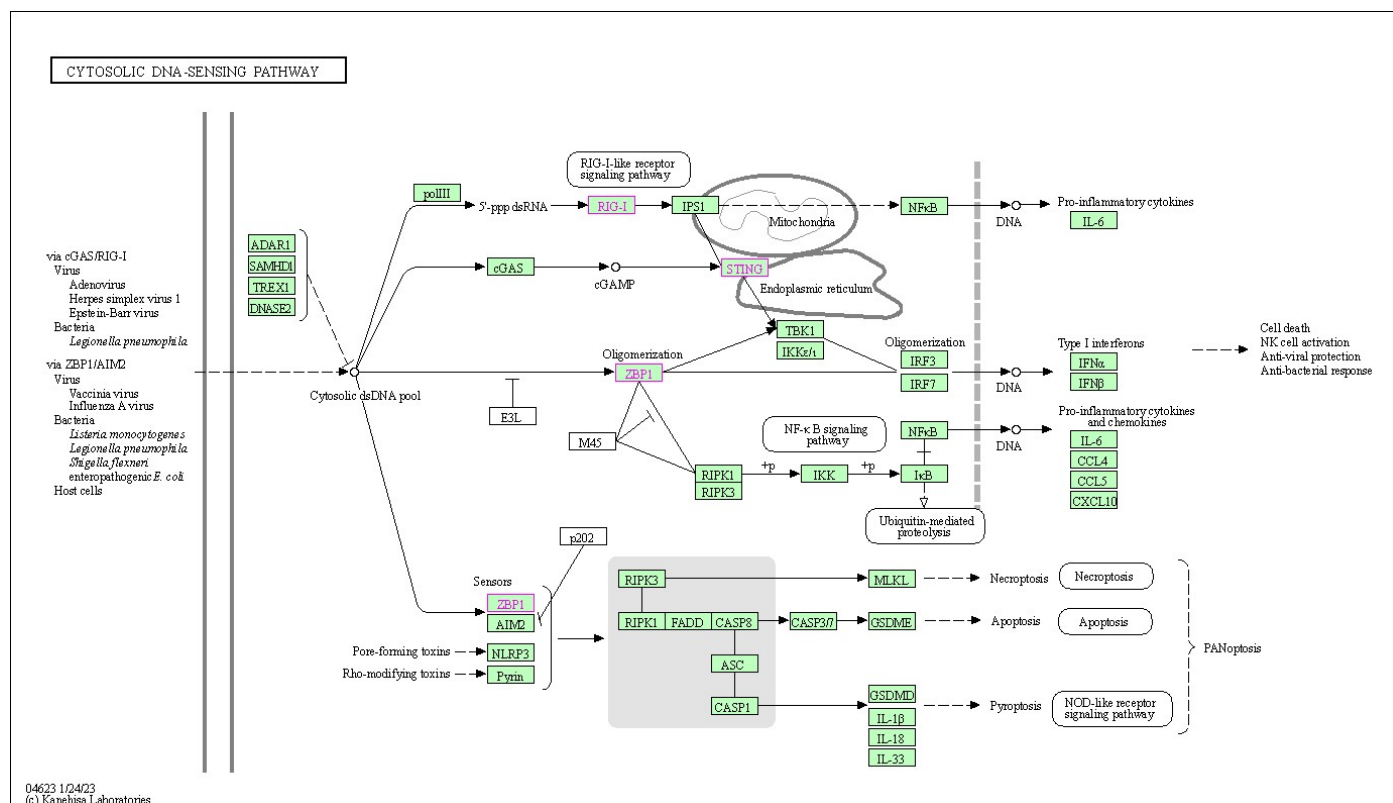 CYTOSOLIC DNA-SENSING PATHWAY
RIG-I-like receptor
signaling pathway
polIII
5'-ppp dsRNA
RIG-I
IPS1
Mitochondria
NFκB
DNA
Pro-inflammatory cytokines
IL-6
ADAR1
SAMHD1
TREX1
DNASE2
via cGAS/RIG-I
Virus
Adenovirus
Herpes simplex virus 1
Epstein-Barr virus
Bacteria
Legionella pneumophila
via ZBP1/AIM2
Virus
Vaccinia virus
Influenza A virus
Bacteria
Listeria monocytogenes
Legionella pneumophila
Shigella flexneri
enteropathogenic E. coli
Host cells
cGAS
cGAMP
STING
Endoplasmic reticulum
TBK1
IKKε/ι
Oligomerization
ZBP1
Oligomerization
IRF3
IRF7
DNA
Type I interferons
IFNα
IFNβ
Cell death
NK cell activation
Anti-viral protection
Anti-bacterial response
Cytosolic dsDNA pool
E3L
M45
NF-κB signaling
pathway
NFκB
DNA
Pro-inflammatory cytokines
and chemokines
IL-6
CCL4
CCL5
CXCL10
RIPK1
RIPK3
+p
IKK
+p
IκB
Ubiquitin-mediated
proteolysis
p202
Sensors
ZBP1
AIM2
Pore-forming toxins
NLRP3
Rho-modifying toxins
Pyrin
RIPK3
MLKL
Necroptosis
Necroptosis
RIPK1
FADD
CASP8
CASP3/7
GSDME
Apoptosis
Apoptosis
ASC
CASP1
GSDMD
IL-1β
IL-18
IL-33
Pyroptosis
NOD-like receptor
signaling pathway
PANoptosis
04623 1/24/23
(c) Kanehisa Laboratories